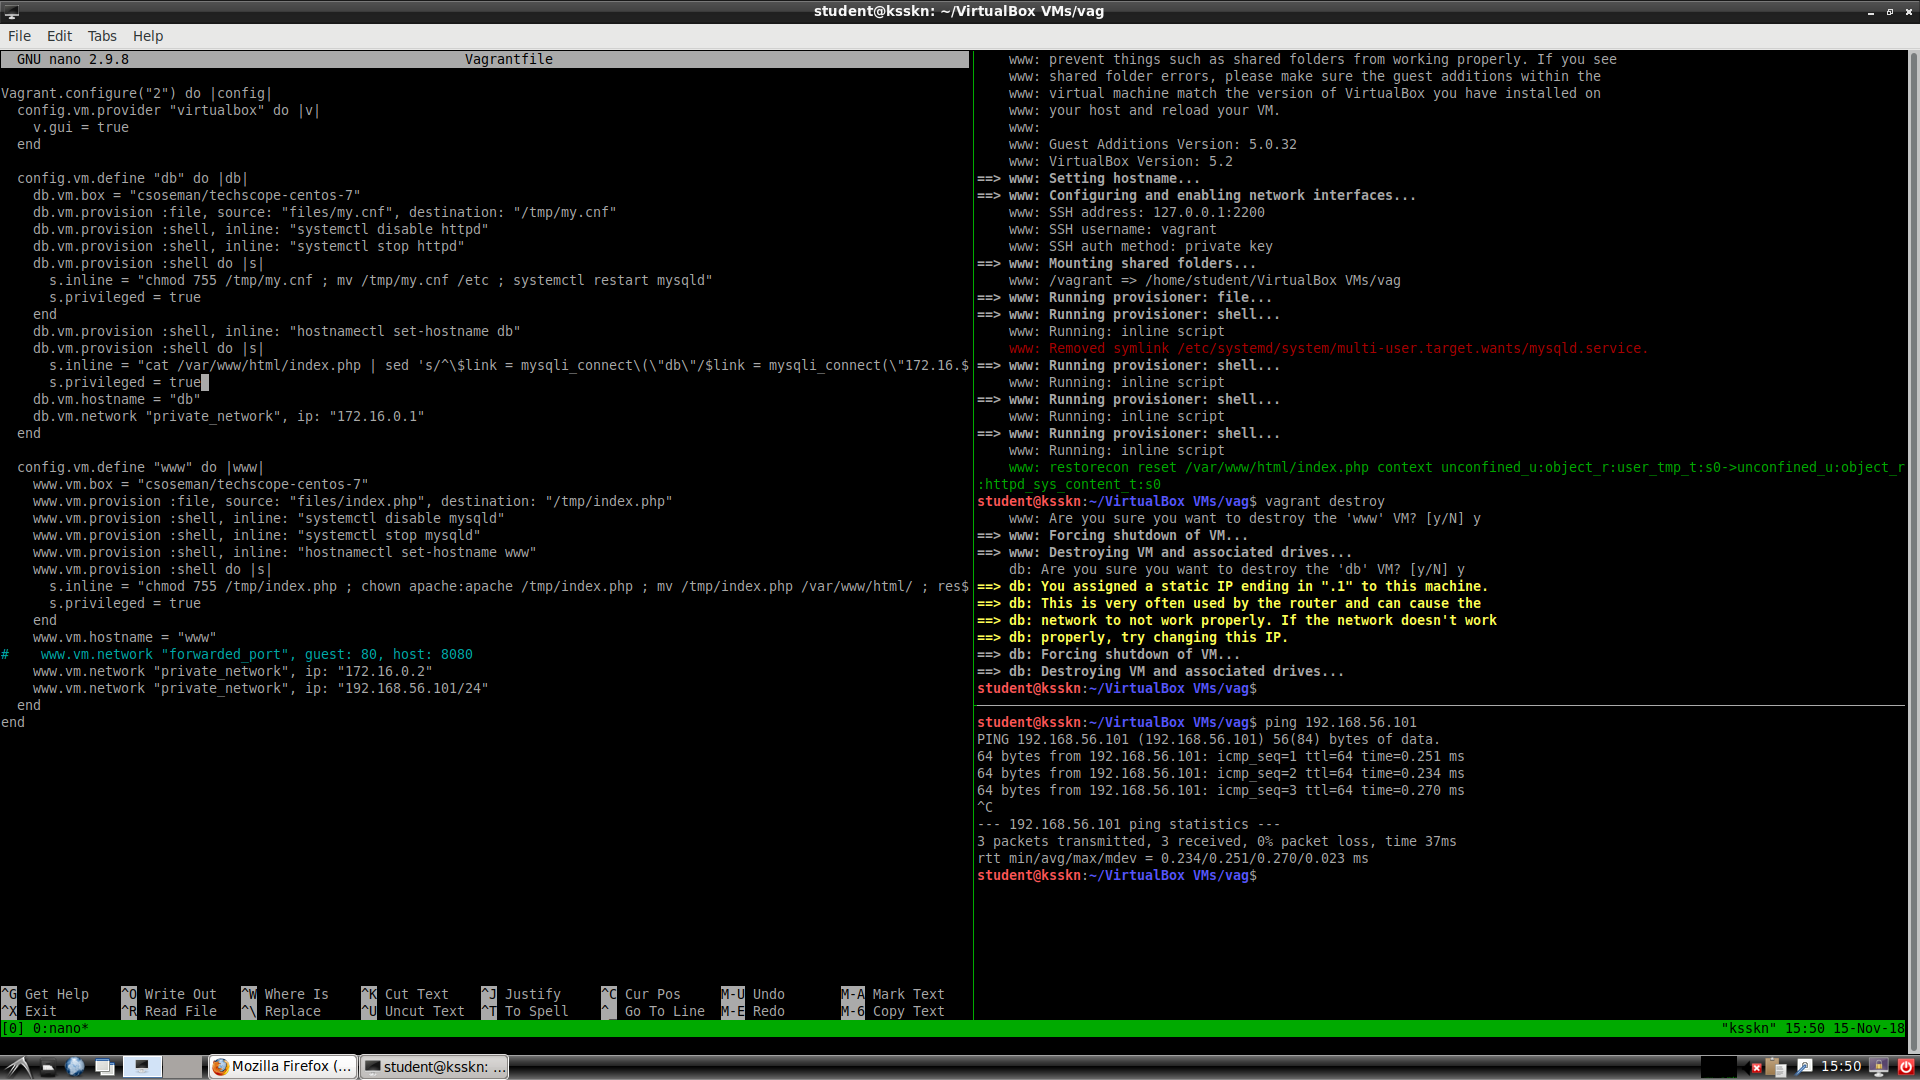 student@ksskn: ~/VirtualBox VMs/vag
File Edit Tabs Help
GNU nano 2.9.8 Vagrantfile
Vagrant.configure("2") do |config|
config.vm.provider "virtualbox" do |v|
v.gui = true
end
config.vm.define "db" do |db|
db.vm.box = "csoseman/techscope-centos-7"
db.vm.provision :file, source: "files/my.cnf", destination: "/tmp/my.cnf"
db.vm.provision :shell, inline: "systemctl disable httpd"
db.vm.provision :shell, inline: "systemctl stop httpd"
db.vm.provision :shell do |s|
s.inline = "chmod 755 /tmp/my.cnf ; mv /tmp/my.cnf /etc ; systemctl restart mysqld"
s.privileged = true
end
db.vm.provision :shell, inline: "hostnamectl set-hostname db"
db.vm.provision :shell do |s|
s.inline = "cat /var/www/html/index.php | sed 's/^\$link = mysqli_connect\(\"db\"/$link = mysqli_connect(\"172.16.$
s.privileged = true
db.vm.hostname = "db"
db.vm.network "private_network", ip: "172.16.0.1"
end
config.vm.define "www" do |www|
www.vm.box = "csoseman/techscope-centos-7"
www.vm.provision :file, source: "files/index.php", destination: "/tmp/index.php"
www.vm.provision :shell, inline: "systemctl disable mysqld"
www.vm.provision :shell, inline: "systemctl stop mysqld"
www.vm.provision :shell, inline: "hostnamectl set-hostname www"
www.vm.provision :shell do |s|
s.inline = "chmod 755 /tmp/index.php ; chown apache:apache /tmp/index.php ; mv /tmp/index.php /var/www/html/ ; res$
s.privileged = true
end
www.vm.hostname = "www"
# www.vm.network "forwarded_port", guest: 80, host: 8080
www.vm.network "private_network", ip: "172.16.0.2"
www.vm.network "private_network", ip: "192.168.56.101/24"
end
end
^G Get Help ^O Write Out ^W Where Is ^K Cut Text ^J Justify ^C Cur Pos M-U Undo M-A Mark Text
^X Exit ^R Read File ^\ Replace ^U Uncut Text ^T To Spell ^_ Go To Line M-E Redo M-6 Copy Text
www: prevent things such as shared folders from working properly. If you see
www: shared folder errors, please make sure the guest additions within the
www: virtual machine match the version of VirtualBox you have installed on
www: your host and reload your VM.
www:
www: Guest Additions Version: 5.0.32
www: VirtualBox Version: 5.2
==> www: Setting hostname...
==> www: Configuring and enabling network interfaces...
www: SSH address: 127.0.0.1:2200
www: SSH username: vagrant
www: SSH auth method: private key
==> www: Mounting shared folders...
www: /vagrant => /home/student/VirtualBox VMs/vag
==> www: Running provisioner: file...
==> www: Running provisioner: shell...
www: Running: inline script
www: Removed symlink /etc/systemd/system/multi-user.target.wants/mysqld.service.
==> www: Running provisioner: shell...
www: Running: inline script
==> www: Running provisioner: shell...
www: Running: inline script
==> www: Running provisioner: shell...
www: Running: inline script
www: restorecon reset /var/www/html/index.php context unconfined_u:object_r:user_tmp_t:s0->unconfined_u:object_r
:httpd_sys_content_t:s0
student@ksskn:~/VirtualBox VMs/vag$ vagrant destroy
www: Are you sure you want to destroy the 'www' VM? [y/N] y
==> www: Forcing shutdown of VM...
==> www: Destroying VM and associated drives...
db: Are you sure you want to destroy the 'db' VM? [y/N] y
==> db: You assigned a static IP ending in ".1" to this machine.
==> db: This is very often used by the router and can cause the
==> db: network to not work properly. If the network doesn't work
==> db: properly, try changing this IP.
==> db: Forcing shutdown of VM...
==> db: Destroying VM and associated drives...
student@ksskn:~/VirtualBox VMs/vag$
student@ksskn:~/VirtualBox VMs/vag$ ping 192.168.56.101
PING 192.168.56.101 (192.168.56.101) 56(84) bytes of data.
64 bytes from 192.168.56.101: icmp_seq=1 ttl=64 time=0.251 ms
64 bytes from 192.168.56.101: icmp_seq=2 ttl=64 time=0.234 ms
64 bytes from 192.168.56.101: icmp_seq=3 ttl=64 time=0.270 ms
^C
--- 192.168.56.101 ping statistics ---
3 packets transmitted, 3 received, 0% packet loss, time 37ms
rtt min/avg/max/mdev = 0.234/0.251/0.270/0.023 ms
student@ksskn:~/VirtualBox VMs/vag$
[0] 0:nano* "ksskn" 15:50 15-Nov-18
Mozilla Firefox (... student@ksskn: ... 15:50